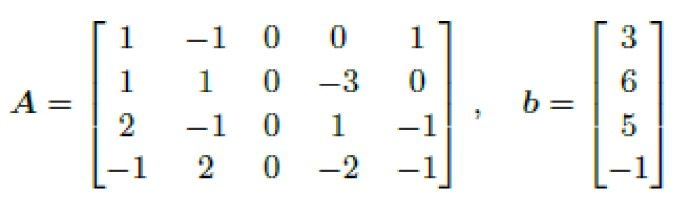 A = [ 1 −1 0 0 1 ; 1 1 0 −3 0 ; 2 −1 0 1 −1 ; −1 2 0 −2 −1 ] , b = [ 3 ; 6 ; 5 ; −1 ]